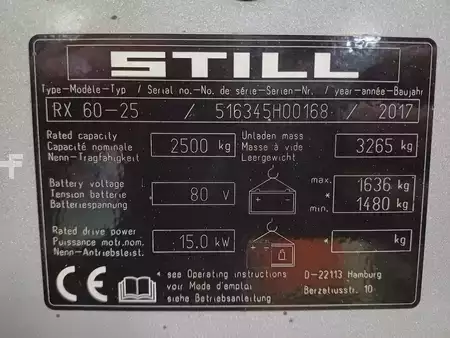 STILL
Type-Modèle-Typ / Serial no.-No. de série-Serien-Nr. / year-année-Baujahr
RX 60-25 / 516345H00168 / 2017
Rated capacity
Capacité nominale
Nenn-Tragfähigkeit
2500 kg
Unladen mass
Masse à vide
Leergewicht
3265 kg
Battery voltage
Tension batterie
Batteriespannung
80 V
max. 1636 kg
*
min. 1480 kg
Rated drive power
Puissance mot.nom.
Nenn-Antriebsleist.
15.0 kW
* kg
CE
* see Operating instructions
voir Mode d'emploi
siehe Betriebsanleitung
D-22113 Hamburg
Berzeliusstr. 10